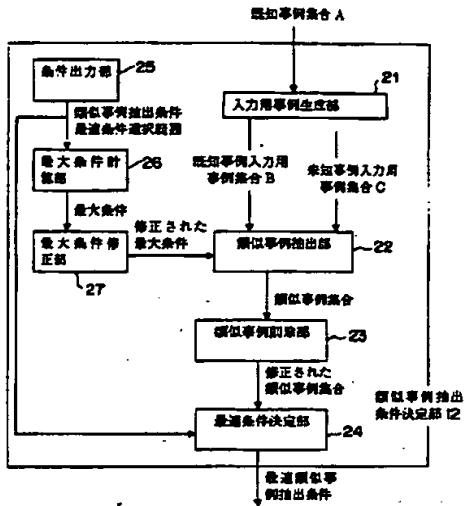 既知事例集合A
条件出力部
25
21
入力用事例生成部
類似事例抽出条件
最適条件選択範囲
最大条件計
算部
26
既知事例入力用
事例集合B
未知事例入力用
事例集合C
最大条件
修正された
最大条件
最大条件修
正部
27
類似事例抽出部
22
類似事例集合
類似事例削除部
23
修正された
類似事例集合
類似事例抽出
条件決定部12
最適条件決定部
24
最適類似事
例抽出条件